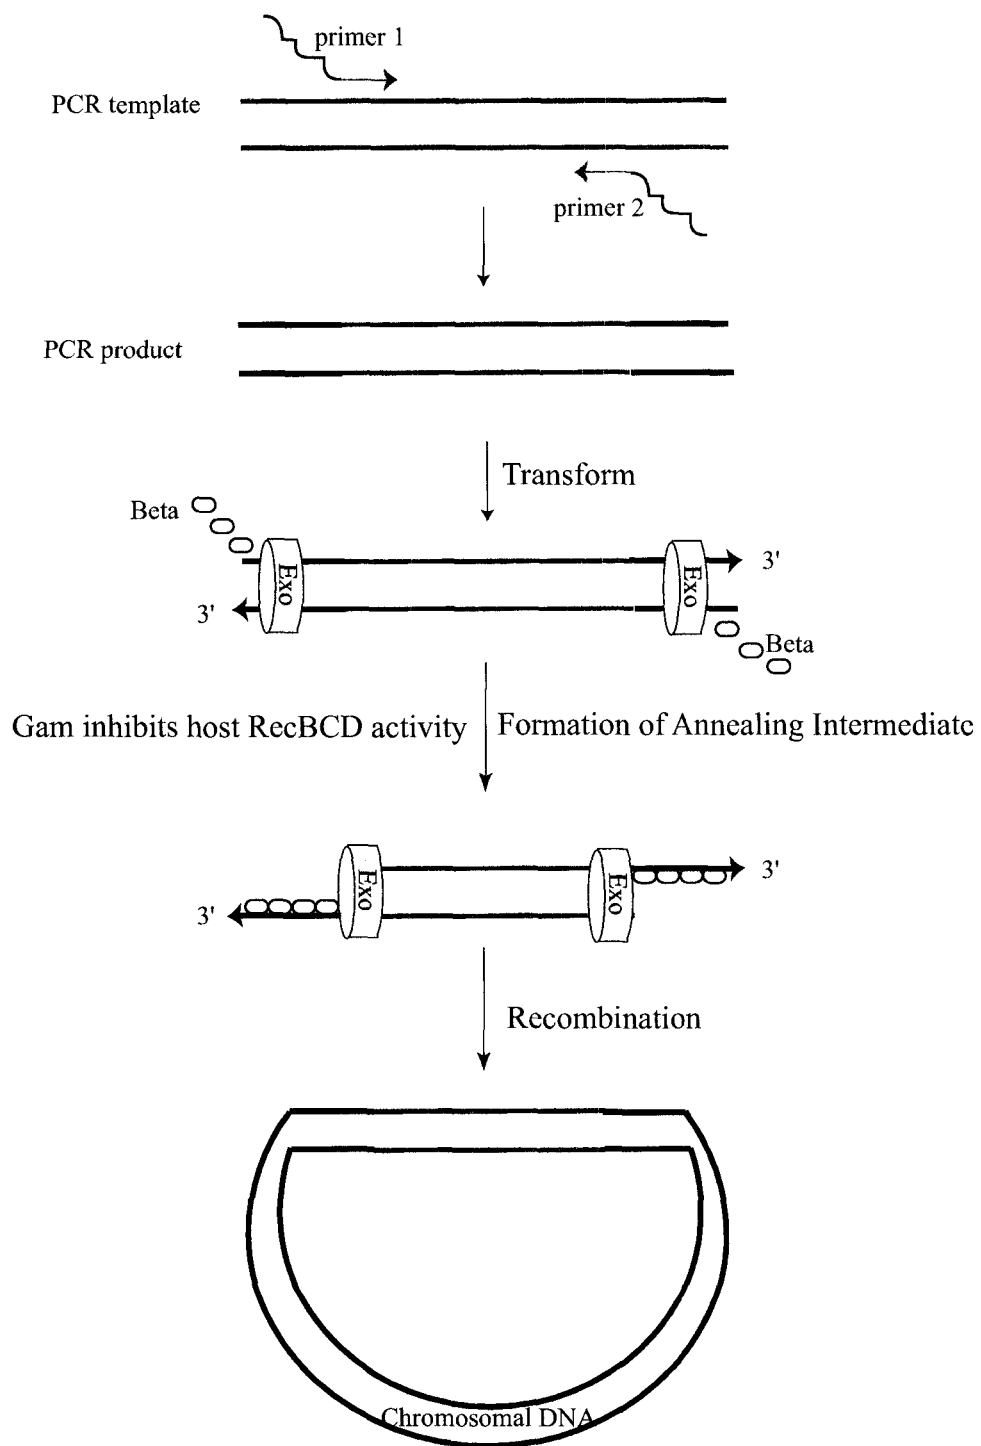 primer 1
PCR template
primer 2
PCR product
Transform
Beta
Exo
Exo
3'
3'
Beta
Gam inhibits host RecBCD activity
Formation of Annealing Intermediate
Exo
Exo
3'
3'
Recombination
Chromosomal DNA